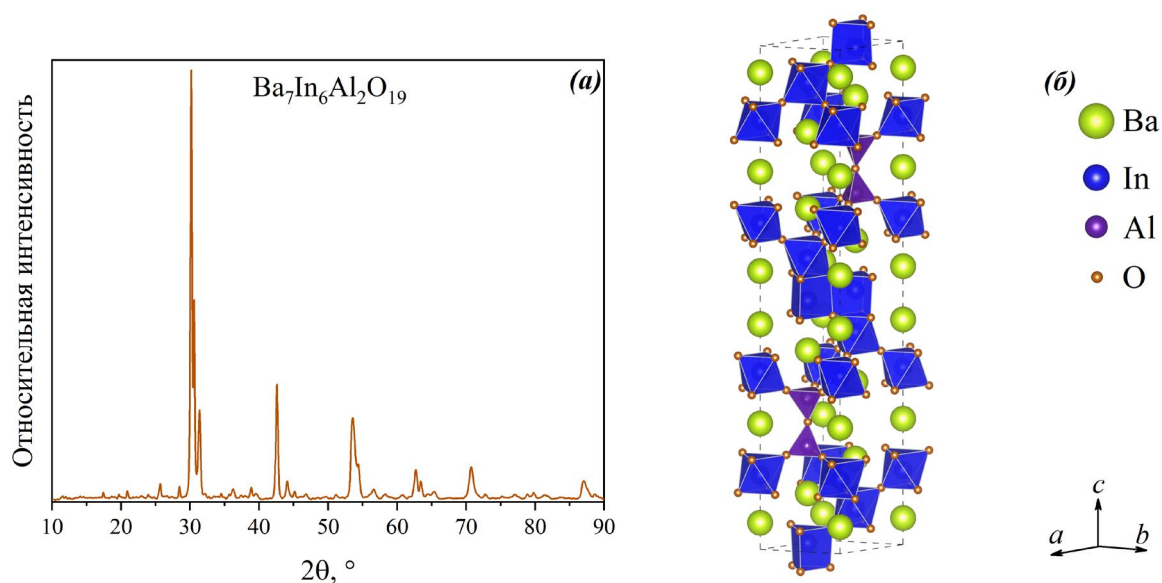 (а)
Ba₇In₆Al₂O₁₉
Относительная интенсивность
10 20 30 40 50 60 70 80 90
2θ, °
(б)
Ba
In
Al
O
c
a b